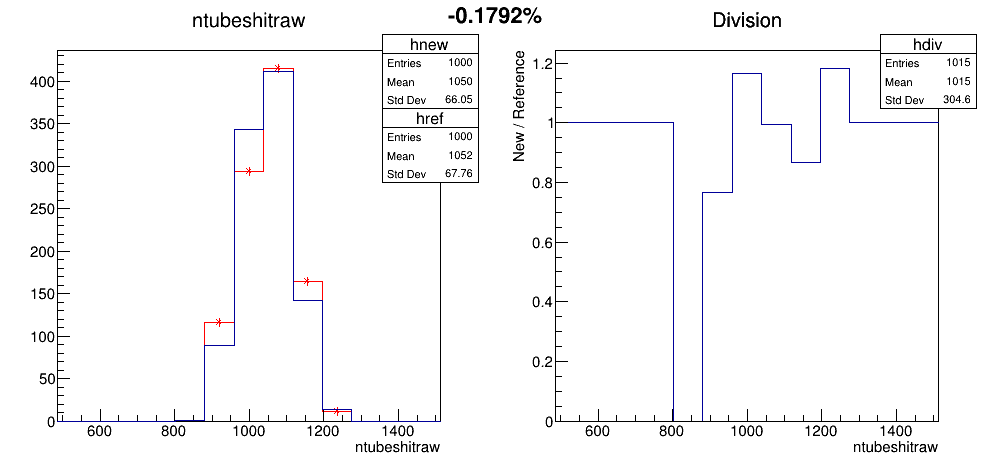 -0.1792%
ntubeshitraw
hnew
Entries 1000
Mean 1050
Std Dev 66.05
href
Entries 1000
Mean 1052
Std Dev 67.76
400
350
300
250
200
150
100
50
0
600 800 1000 1200 1400
ntubeshitraw
Division
hdiv
Entries 1015
Mean 1015
Std Dev 304.6
New / Reference
1.2
1
0.8
0.6
0.4
0.2
0
600 800 1000 1200 1400
ntubeshitraw